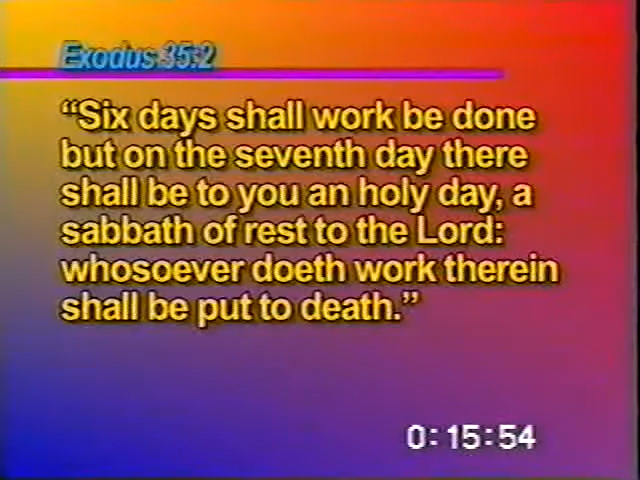 Exodus 35:2
“Six days shall work be done
but on the seventh day there
shall be to you an holy day, a
sabbath of rest to the Lord:
whosoever doeth work therein
shall be put to death.”
0:15:54